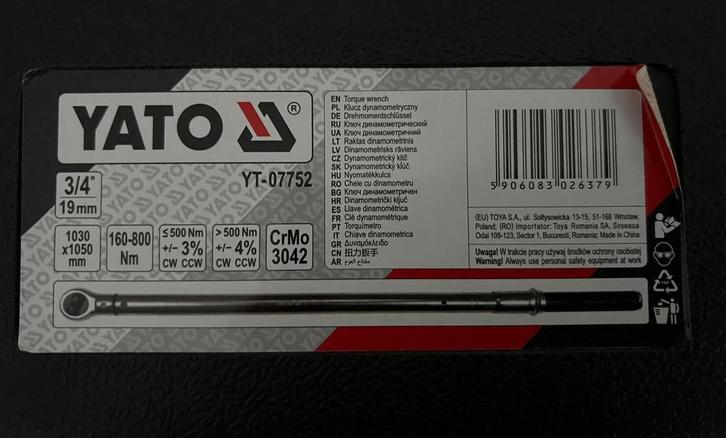 YATO ®
YT-07752
3/4"
19mm
1030
x1050
mm
160-800
Nm
≤500 Nm
+/- 3%
CW CCW
> 500 Nm
+/- 4%
CW CCW
CrMo
3042
EN Torque wrench
PL Klucz dynamometryczny
DE Drehmomentschlüssel
RU Ключ динамометрический
UA Ключ динамометричний
LT Raktas dinamometrinis
LV Dinamometrisks rāviens
CZ Dynamometrický klíč
SK Dynamometrický kľúč
HU Nyomatékkulcs
RO Cheie cu dinamometru
BG Ключ динамометричен
HR Dinamometrički ključ
ES Llave dinamométrica
FR Clé dynamométrique
PT Torquímetro
IT Chiave dinamometrica
GR Δυναμόκλειδο
CN 扭力扳手
AR مفتاح العزم
5 906083 026379
(EU) TOYA S.A., ul. Sołtysowicka 13-15, 51-168 Wrocław,
Poland; (RO) Importator: Toya Romania SA, Soseaua
Odai 109-123, Sector 1, Bucuresti, Romania; Made in China
Uwaga! W trakcie pracy używaj środków ochrony osobistej
Warning! Always use personal safety equipment at work